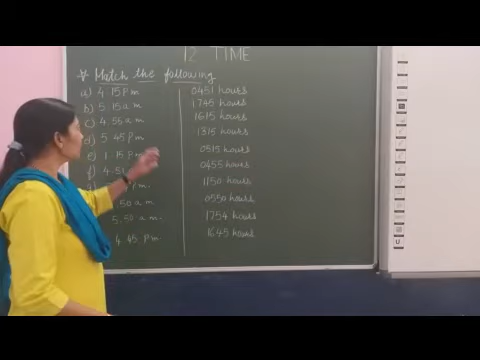 12 TIME
Match the following
a) 4 15 p m 0451 hours
b) 5.15 a m 1745 hours
c) 4.55 a m 1615 hours
d) 5 45 p m 1315 hours
e) 1 15 p 0515 hours
f) 4.51 0455 hours
p m. 1150 hours
50 a m 0550 hours
5.50 a m. 1754 hours
4 45 p m. 1645 hours
U